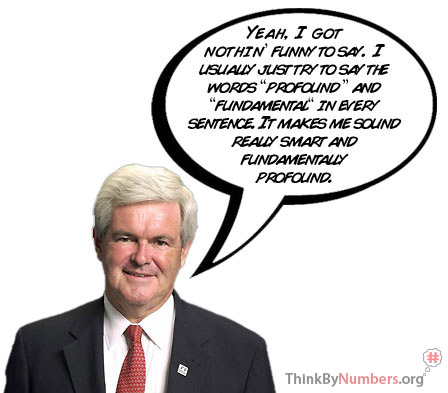 Yeah, I got
nothin' funny to say. I
usually just try to say the
words "profound" and
"fundamental" in every
sentence. It makes me sound
really smart and
fundamentally
profound.
#
ThinkByNumbers.org